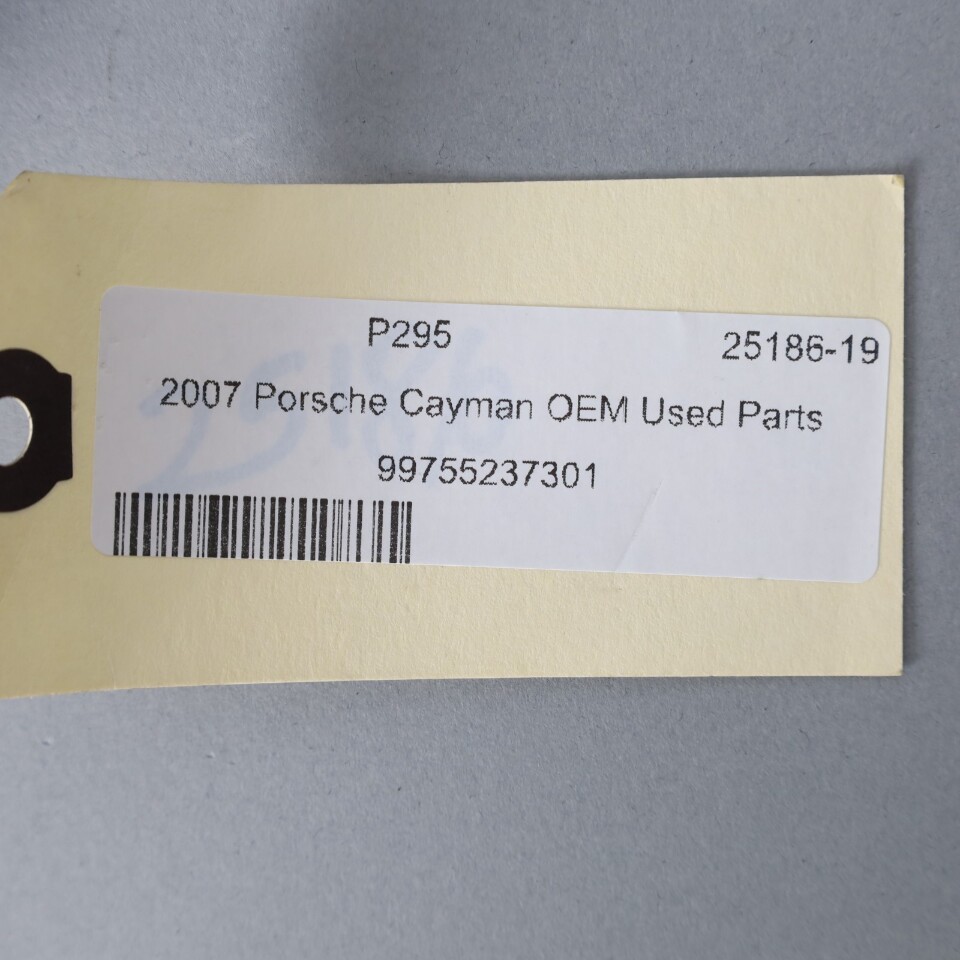 P295 25186-19
2007 Porsche Cayman OEM Used Parts
99755237301